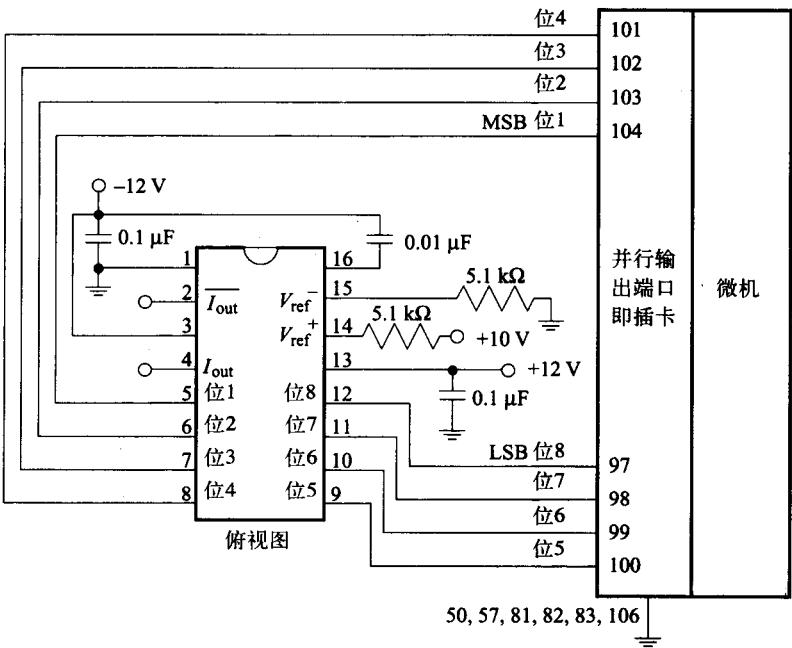 位4
101
位3
102
位2
103
MSB 位1
104
−12 V
0.1 μF
0.01 μF
1
16
2
15
3
14
4
13
5
12
6
11
7
10
8
9
I̅out
Iout
位1
位2
位3
位4
Vref−
Vref+
位8
位7
位6
位5
俯视图
5.1 kΩ
5.1 kΩ
+10 V
+12 V
0.1 μF
并行输
出端口
即插卡
微机
LSB 位8
97
位7
98
位6
99
位5
100
50, 57, 81, 82, 83, 106